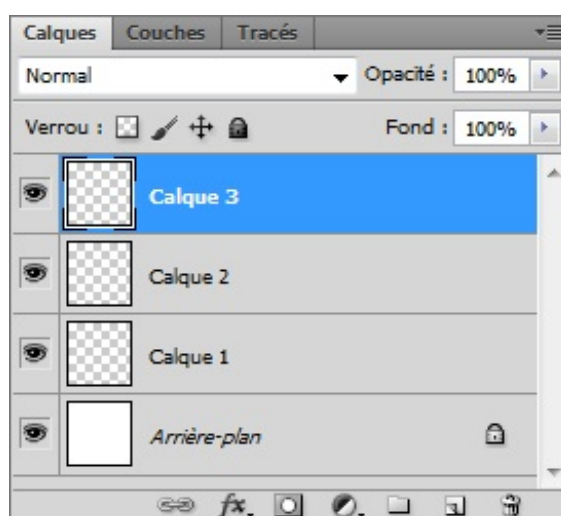 Calques Couches Tracés
Normal Opacité : 100%
Verrou : Fond : 100%
Calque 3
Calque 2
Calque 1
Arrière-plan
fx.